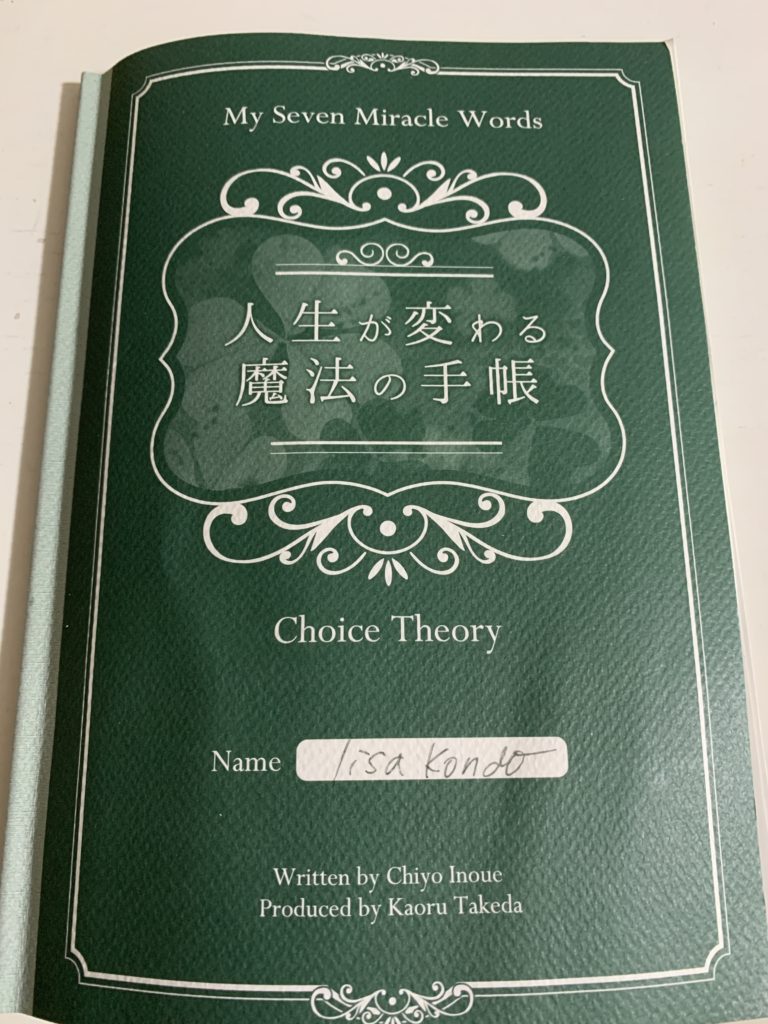 My Seven Miracle Words
人生が変わる
魔法の手帳
Choice Theory
Name lisa Kondo
Written by Chiyo Inoue
Produced by Kaoru Takeda